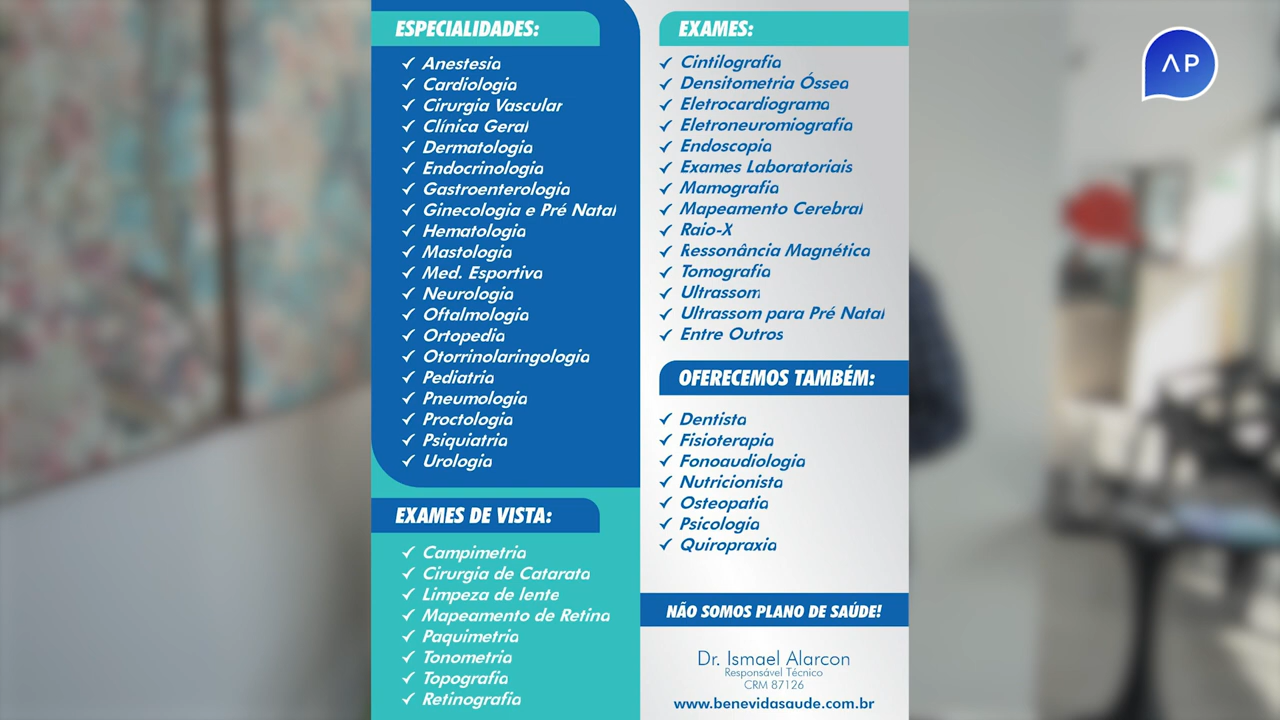 ESPECIALIDADES:
Anestesia
Cardiologia
Cirurgia Vascular
Clínica Geral
Dermatologia
Endocrinologia
Gastroenterologia
Ginecologia e Pré Natal
Hematologia
Mastologia
Med. Esportiva
Neurologia
Oftalmologia
Ortopedia
Otorrinolaringologia
Pediatria
Pneumologia
Proctologia
Psiquiatria
Urologia
EXAMES DE VISTA:
Campimetria
Cirurgia de Catarata
Limpeza de lente
Mapeamento de Retina
Paquimetria
Tonometria
Topografia
Retinografia
EXAMES:
Cintilografia
Densitometria Óssea
Eletrocardiograma
Eletroneuromiografia
Endoscopia
Exames Laboratoriais
Mamografia
Mapeamento Cerebral
Raio-X
Ressonância Magnética
Tomografia
Ultrassom
Ultrassom para Pré Natal
Entre Outros
OFERECEMOS TAMBÉM:
Dentista
Fisioterapia
Fonoaudiologia
Nutricionista
Osteopatia
Psicologia
Quiropraxia
NÃO SOMOS PLANO DE SAÚDE!
Dr. Ismael Alarcon
Responsável Técnico
CRM 87126
www.benevidasaude.com.br
AP